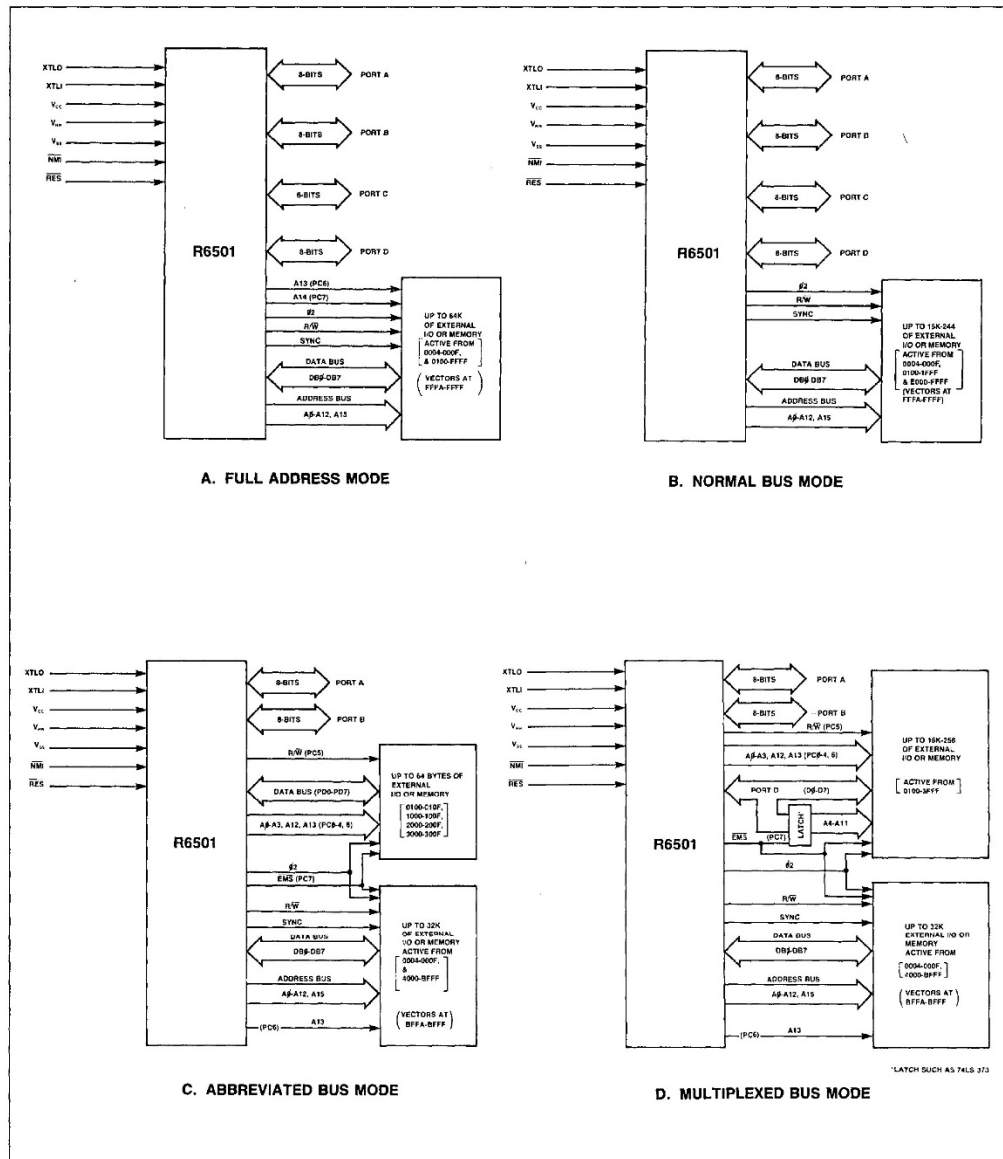 XTLO
XTLI
VCC
VRR
VSS
NMI
RES
R6501
8-BITS PORT A
8-BITS PORT B
6-BITS PORT C
8-BITS PORT D
A13 (PC6)
A14 (PC7)
Ø2
R/W
SYNC
DATA BUS
DBØ-DB7
ADDRESS BUS
AØ-A12, A15
UP TO 64K
OF EXTERNAL
I/O OR MEMORY
ACTIVE FROM
0004-000F,
& 0100-FFFF
(VECTORS AT
FFFA-FFFF)
A. FULL ADDRESS MODE
XTLO
XTLI
VCC
VRR
VSS
NMI
RES
R6501
8-BITS PORT A
8-BITS PORT B
8-BITS PORT C
8-BITS PORT D
Ø2
R/W
SYNC
DATA BUS
DBØ-DB7
ADDRESS BUS
AØ-A12, A15
UP TO 15K-244
OF EXTERNAL
I/O OR MEMORY
ACTIVE FROM
0004-000F,
0100-1FFF
& E000-FFFF
(VECTORS AT
FFFA-FFFF)
B. NORMAL BUS MODE
XTLO
XTLI
VCC
VRR
VSS
NMI
RES
R6501
8-BITS PORT A
8-BITS PORT B
R/W (PC5)
DATA BUS (PD0-PD7)
AØ-A3, A12, A13 (PCØ-4, 6)
Ø2
EMS (PC7)
R/W
SYNC
DATA BUS
DBØ-DB7
ADDRESS BUS
AØ-A12, A15
(PC6) A13
UP TO 64 BYTES OF
EXTERNAL
I/O OR MEMORY
0100-010F,
1000-100F,
2000-200F,
3000-300F
UP TO 32K
OF EXTERNAL
I/O OR MEMORY
ACTIVE FROM
0004-000F,
&
4000-BFFF
(VECTORS AT
BFFA-BFFF)
C. ABBREVIATED BUS MODE
XTLO
XTLI
VCC
VRR
VSS
NMI
RES
R6501
8-BITS PORT A
8-BITS PORT B
R/W (PC5)
AØ-A3, A12, A13 (PCØ-4, 6)
PORT D (DØ-D7)
LATCH*
A4-A11
EMS (PC7)
Ø2
R/W
SYNC
DATA BUS
DBØ-DB7
ADDRESS BUS
AØ-A12, A15
(PC6) A13
UP TO 16K-256
OF EXTERNAL
I/O OR MEMORY
ACTIVE FROM
0100-3FFF
UP TO 32K
EXTERNAL I/O OR
MEMORY
ACTIVE FROM
0004-000F,
4000-BFFF
(VECTORS AT
BFFA-BFFF)
*LATCH SUCH AS 74LS 373
D. MULTIPLEXED BUS MODE